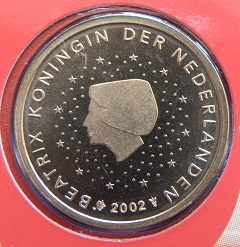 BEATRIX KONINGIN DER NEDERLANDEN
2002